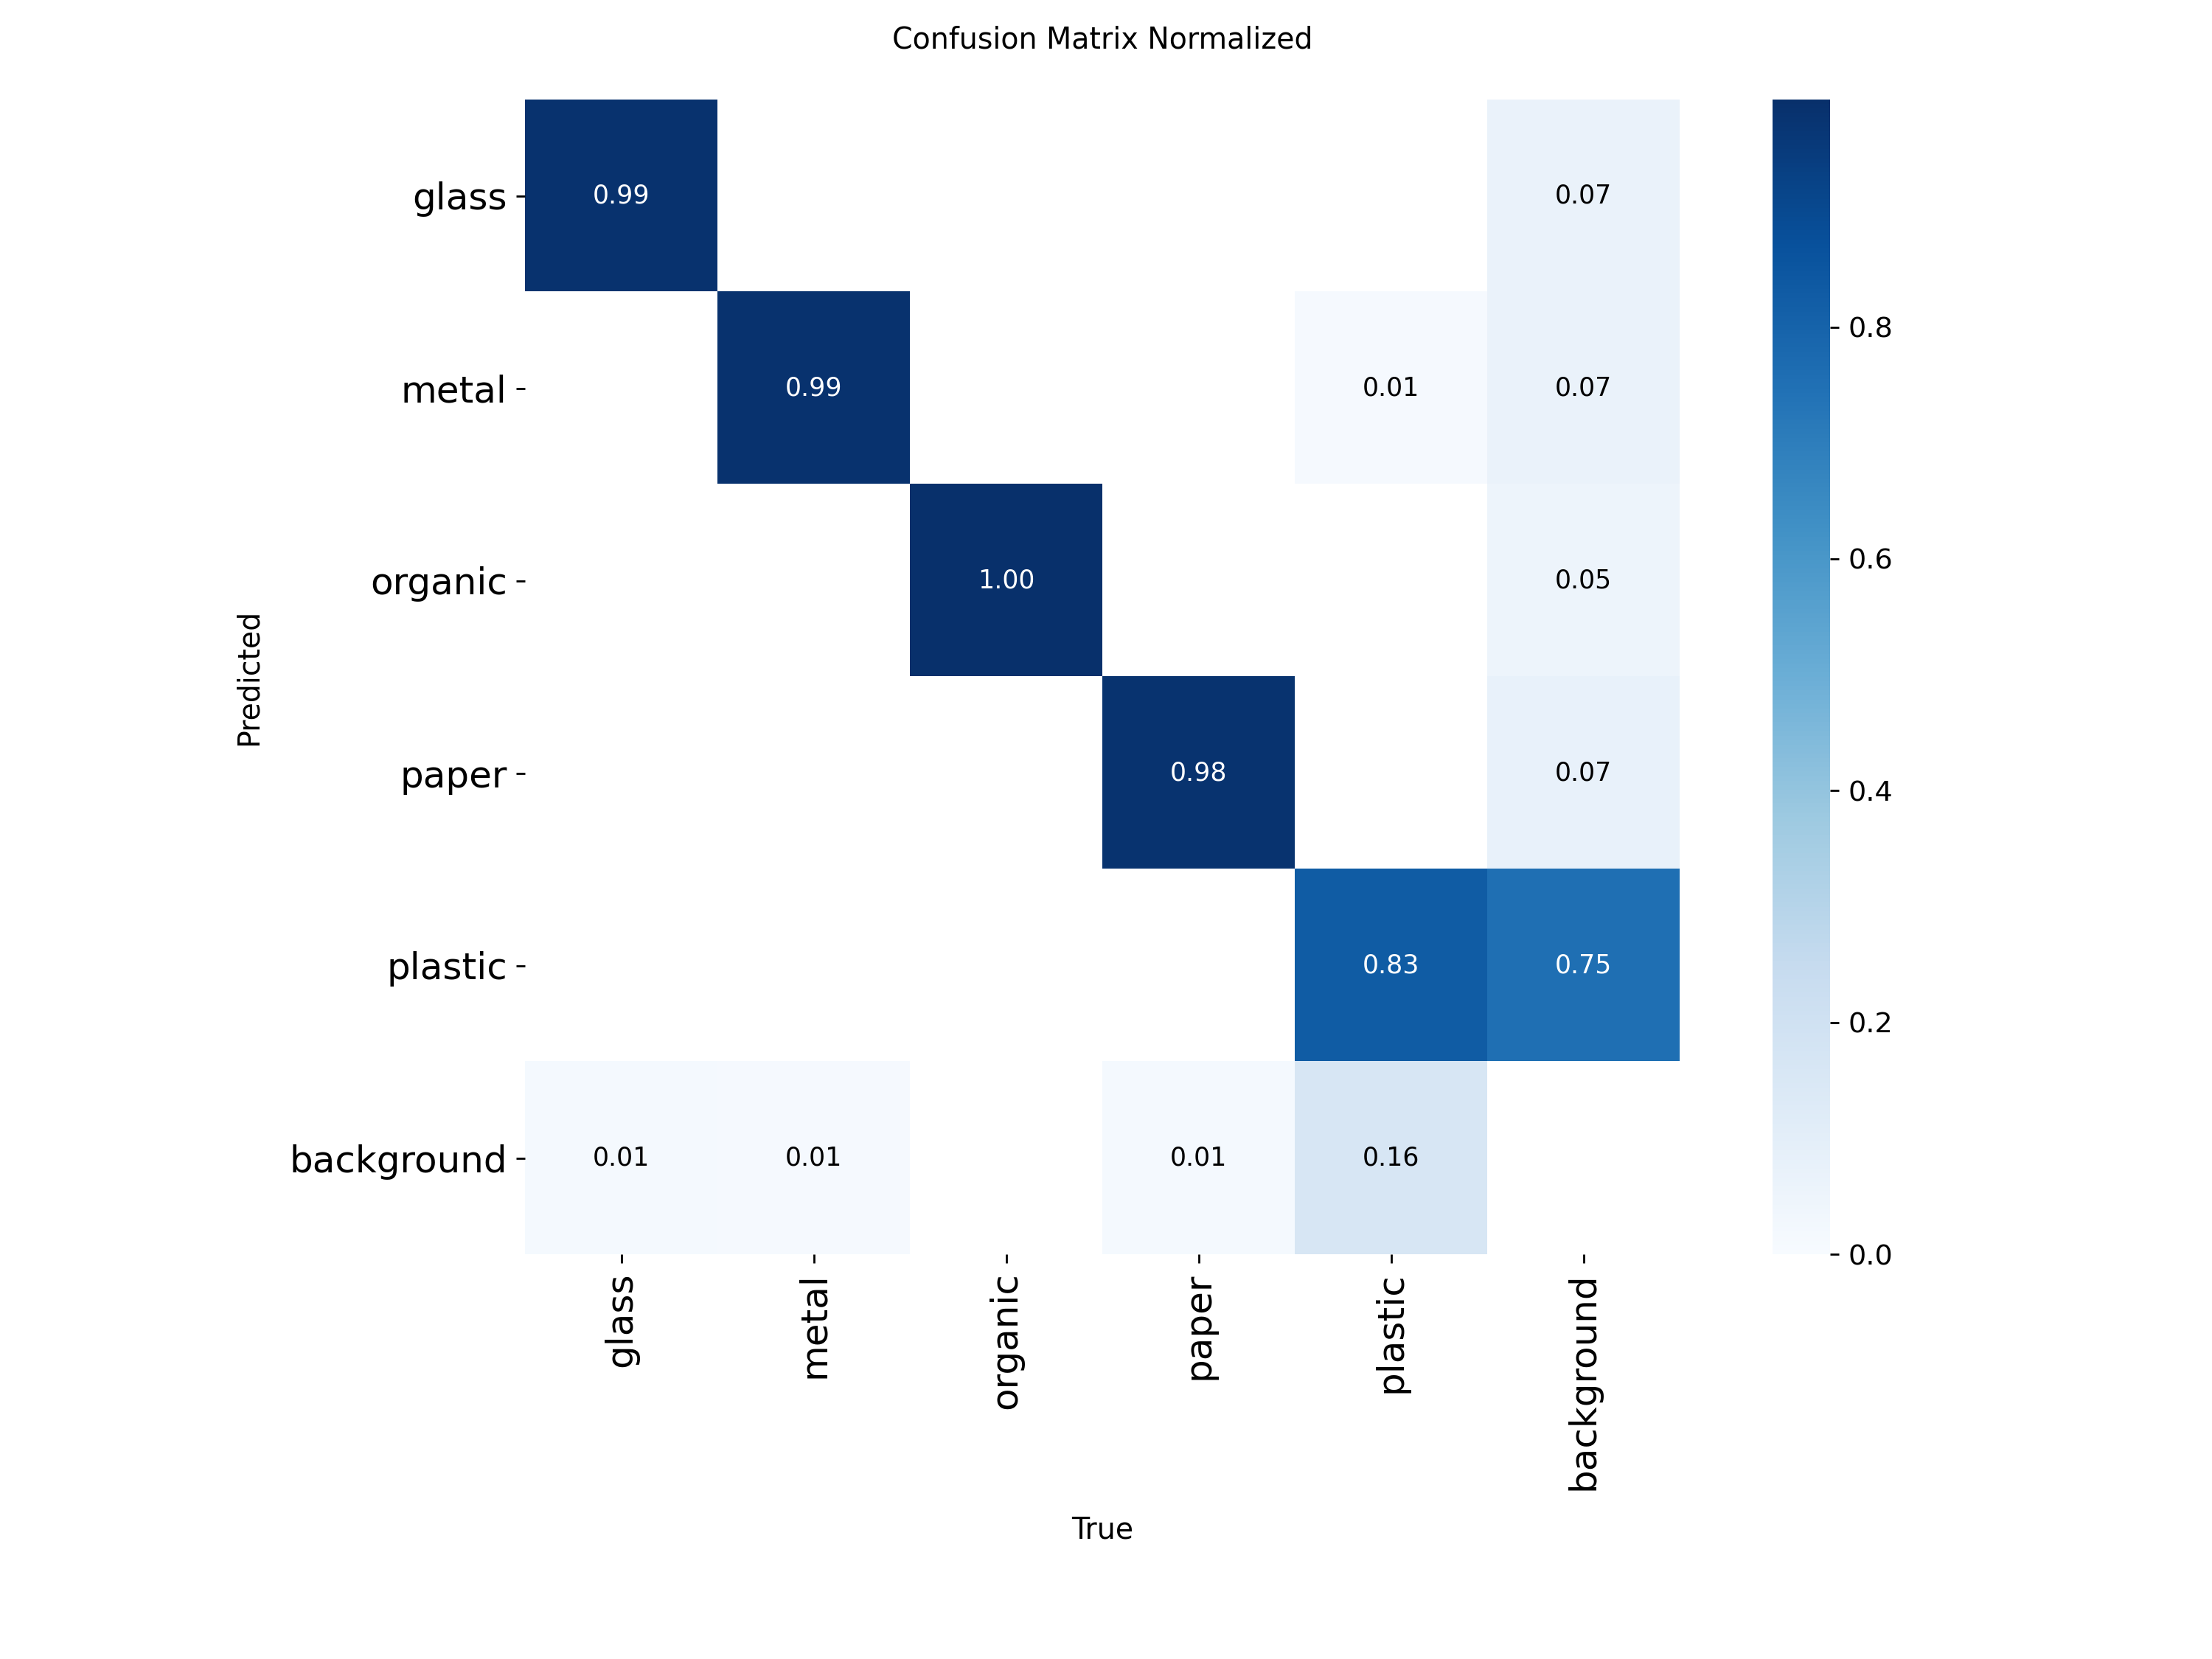 Confusion Matrix Normalized
glass
0.99
0.07
metal
0.99
0.01
0.07
organic
1.00
0.05
paper
0.98
0.07
plastic
0.83
0.75
background
0.01
0.01
0.01
0.16
Predicted
glass
metal
organic
paper
plastic
background
True
0.8
0.6
0.4
0.2
0.0